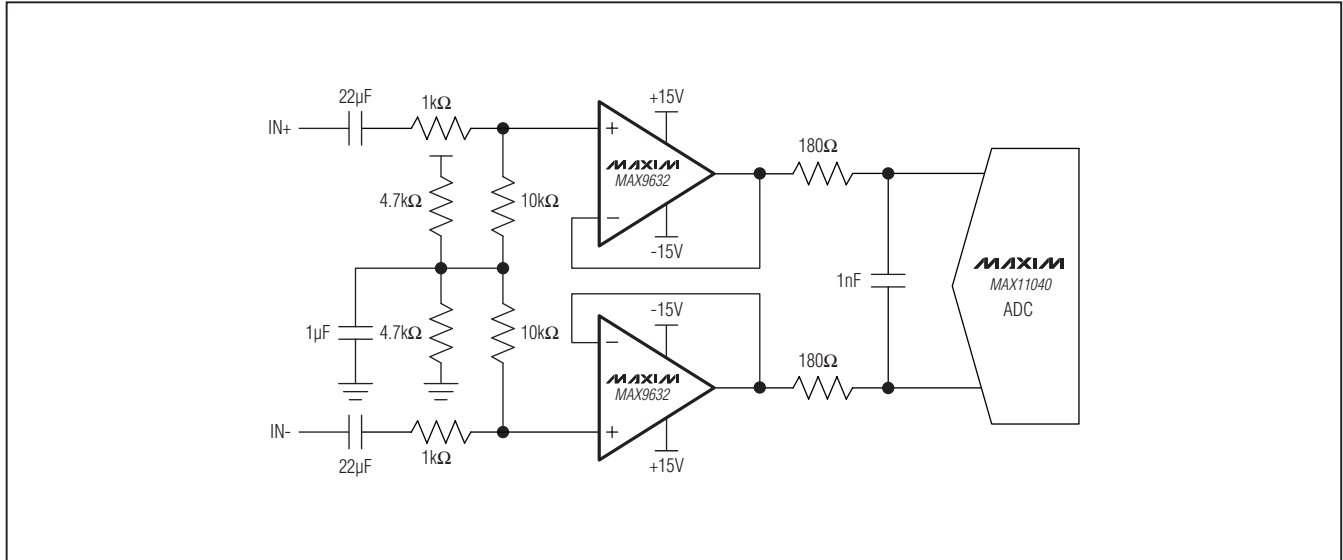 22µF
1kΩ
IN+
+
−
MAXIM
MAX9632
+15V
-15V
180Ω
4.7kΩ
10kΩ
1µF
4.7kΩ
10kΩ
1nF
MAXIM
MAX11040
ADC
-15V
−
+
MAXIM
MAX9632
+15V
180Ω
IN-
22µF
1kΩ